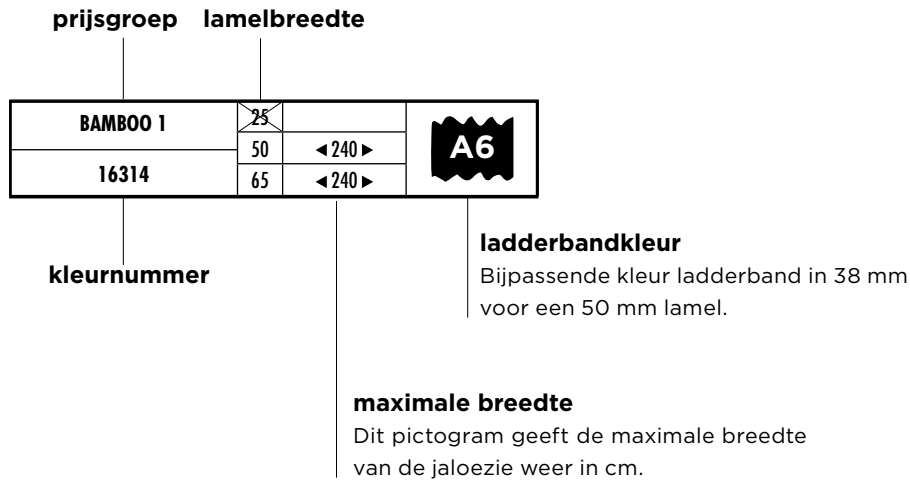 prijsgroep lamelbreedte
BAMBOO 1
16314
25
50 ◄240►
65 ◄240►
A6
kleurnummer
ladderbandkleur
Bijpassende kleur ladderband in 38 mm
voor een 50 mm lamel.
maximale breedte
Dit pictogram geeft de maximale breedte
van de jaloezie weer in cm.